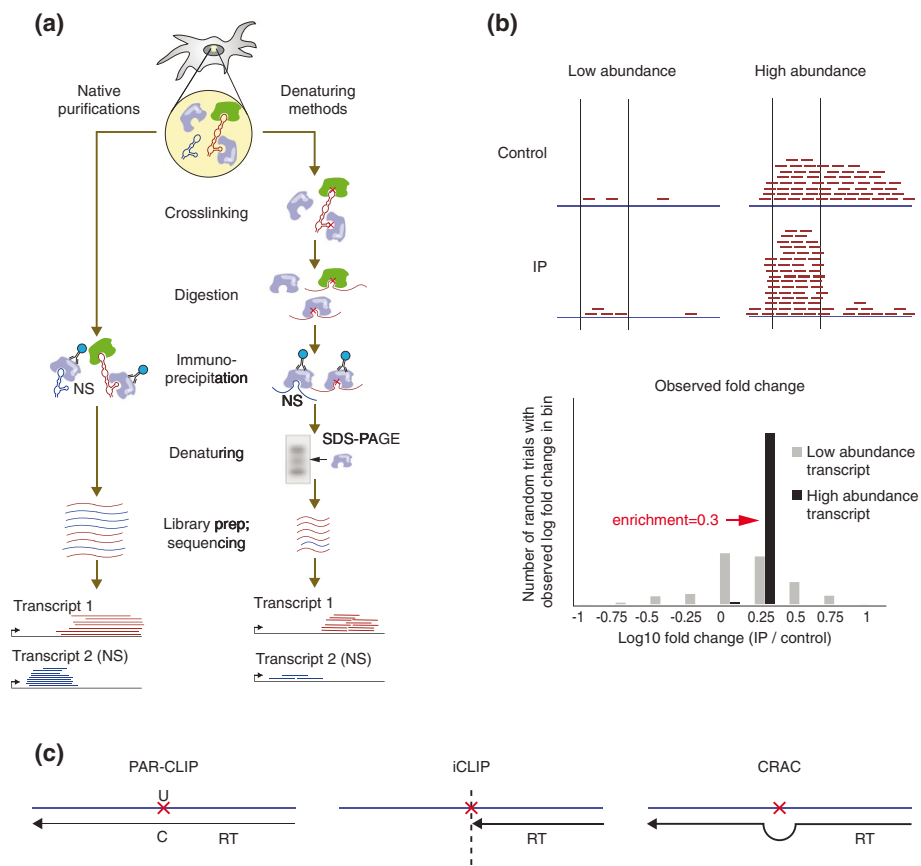 (a)
Native
purifications
Denaturing
methods
Crosslinking
Digestion
Immuno-
precipitation
NS
NS
Denaturing
SDS-PAGE
Library prep;
sequencing
Transcript 1
Transcript 2 (NS)
Transcript 1
Transcript 2 (NS)
(b)
Low abundance
High abundance
Control
IP
Observed fold change
Number of random trials with
observed log fold change in bin
Low abundance
transcript
High abundance
transcript
enrichment=0.3
-1 -0.75 -0.5 -0.25 0 0.25 0.5 0.75 1
Log10 fold change (IP / control)
(c)
PAR-CLIP
U
C RT
iCLIP
RT
CRAC
RT